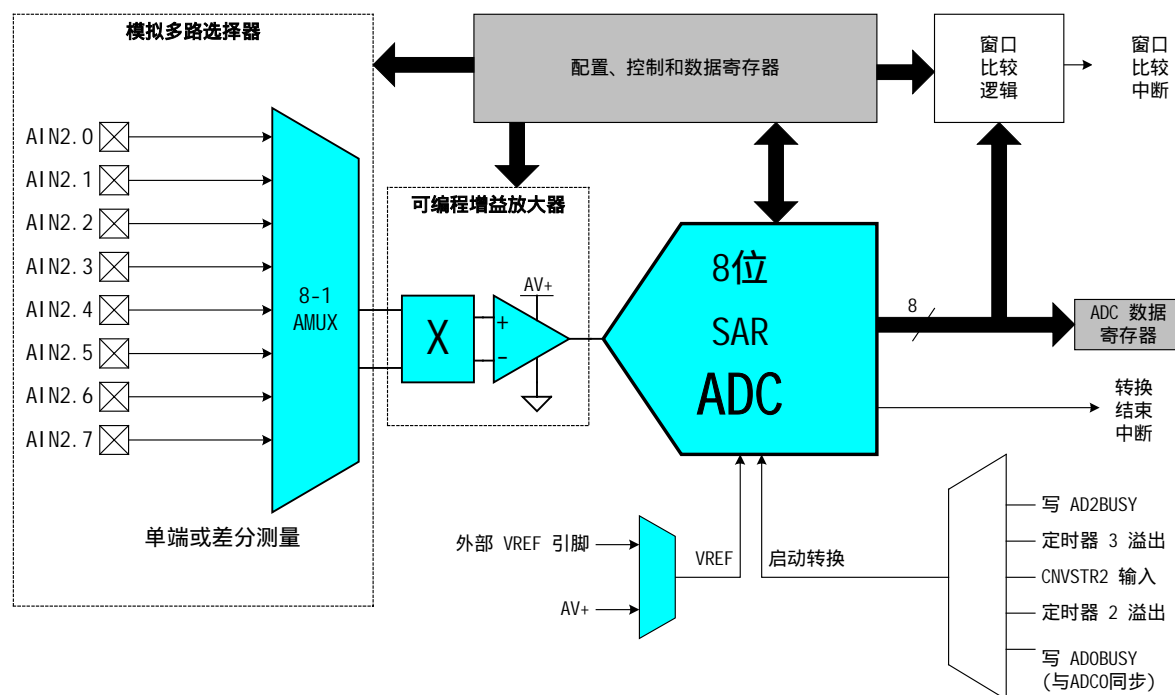 模拟多路选择器
配置、控制和数据寄存器
窗口
比较
逻辑
窗口
比较
中断
AIN2.0
AIN2.1
AIN2.2
AIN2.3
AIN2.4
AIN2.5
AIN2.6
AIN2.7
8-1
AMUX
单端或差分测量
可编程增益放大器
X
+
-
AV+
8位
SAR
ADC
8
ADC 数据
寄存器
转换
结束
中断
外部 VREF 引脚
AV+
VREF
启动转换
写 AD2BUSY
定时器 3 溢出
CNVSTR2 输入
定时器 2 溢出
写 AD0BUSY
(与ADC0同步)